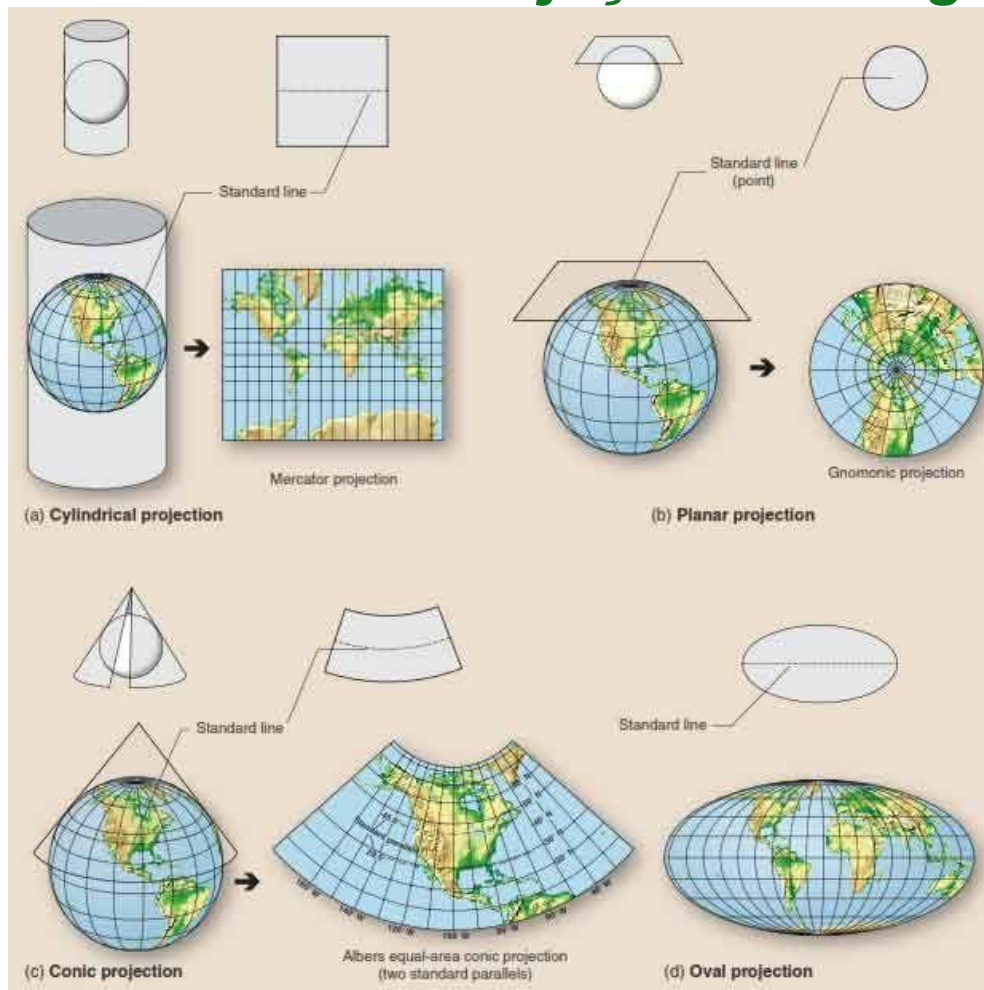 Standard line
Standard line
(point)
Mercator projection
Gnomonic projection
(a) Cylindrical projection
(b) Planar projection
Standard line
Standard line
Albers equal-area conic projection
(two standard parallels)
(c) Conic projection
(d) Oval projection